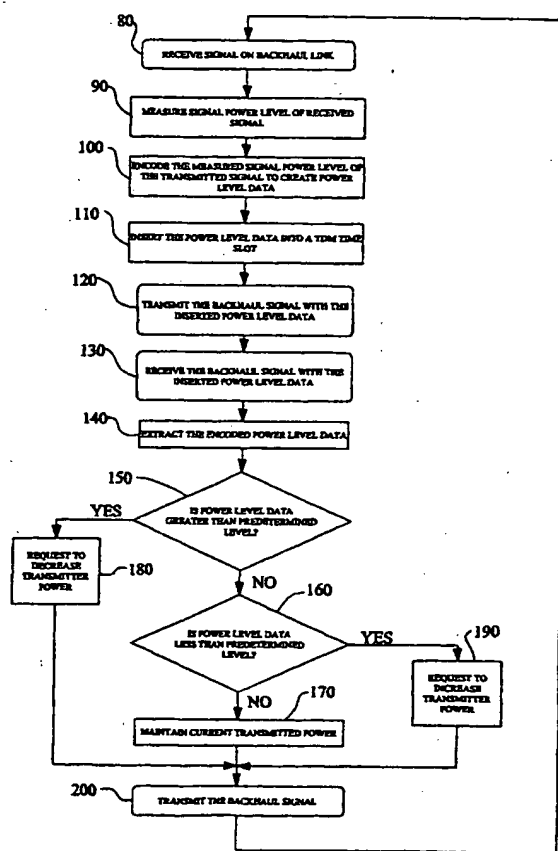 80
RECEIVE SIGNAL ON BACKHAUL LINK
90
MEASURE SIGNAL POWER LEVEL OF RECEIVED
SIGNAL
100
ENCODE THE MEASURED SIGNAL POWER LEVEL OF
THE TRANSMITTED SIGNAL TO CREATE POWER
LEVEL DATA
110
INSERT THE POWER LEVEL DATA INTO A TDM TIME
SLOT
120
TRANSMIT THE BACKHAUL SIGNAL WITH THE
INSERTED POWER LEVEL DATA
130
RECEIVE THE BACKHAUL SIGNAL WITH THE
INSERTED POWER LEVEL DATA
140
EXTRACT THE ENCODED POWER LEVEL DATA
150
IS POWER LEVEL DATA
GREATER THAN PREDETERMINED
LEVEL?
YES
REQUEST TO
DECREASE
TRANSMITTER
POWER
180
NO
160
IS POWER LEVEL DATA
LESS THAN PREDETERMINED
LEVEL?
YES
190
REQUEST TO
INCREASE
TRANSMITTER
POWER
NO
170
MAINTAIN CURRENT TRANSMITTED POWER
200
TRANSMIT THE BACKHAUL SIGNAL